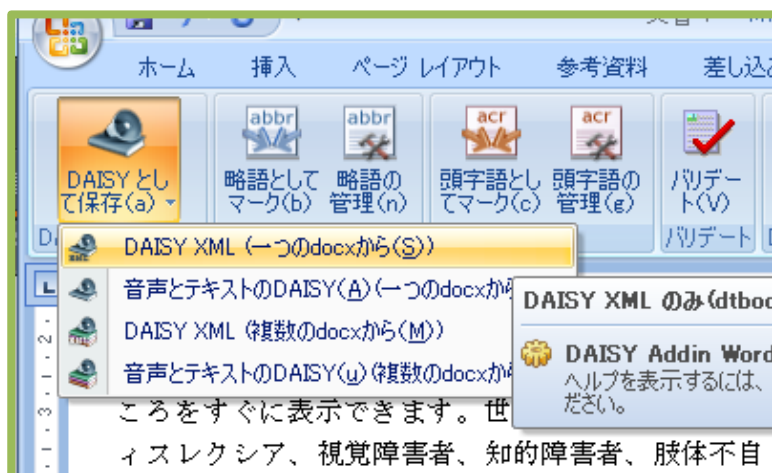 ホーム 挿入 ページ レイアウト 参考資料 差し込
abbr abbr acr acr
DAISY とし 略語として 略語の 頭字語とし 頭字語の バリデー
て保存(a) マーク(b) 管理(n) てマーク(c) 管理(g) ト(V)
バリデート
DAISY XML (一つのdocxから(S))
音声とテキストのDAISY(A)(一つのdocxか
DAISY XML (複数のdocxから(M))
音声とテキストのDAISY(u)(複数のdocxか
DAISY XML のみ (dtboo
DAISY Addin Word
ヘルプを表示するには、
ださい。
ころをすぐに表示できます。世
ィスレクシア、視覚障害者、知的障害者、肢体不自